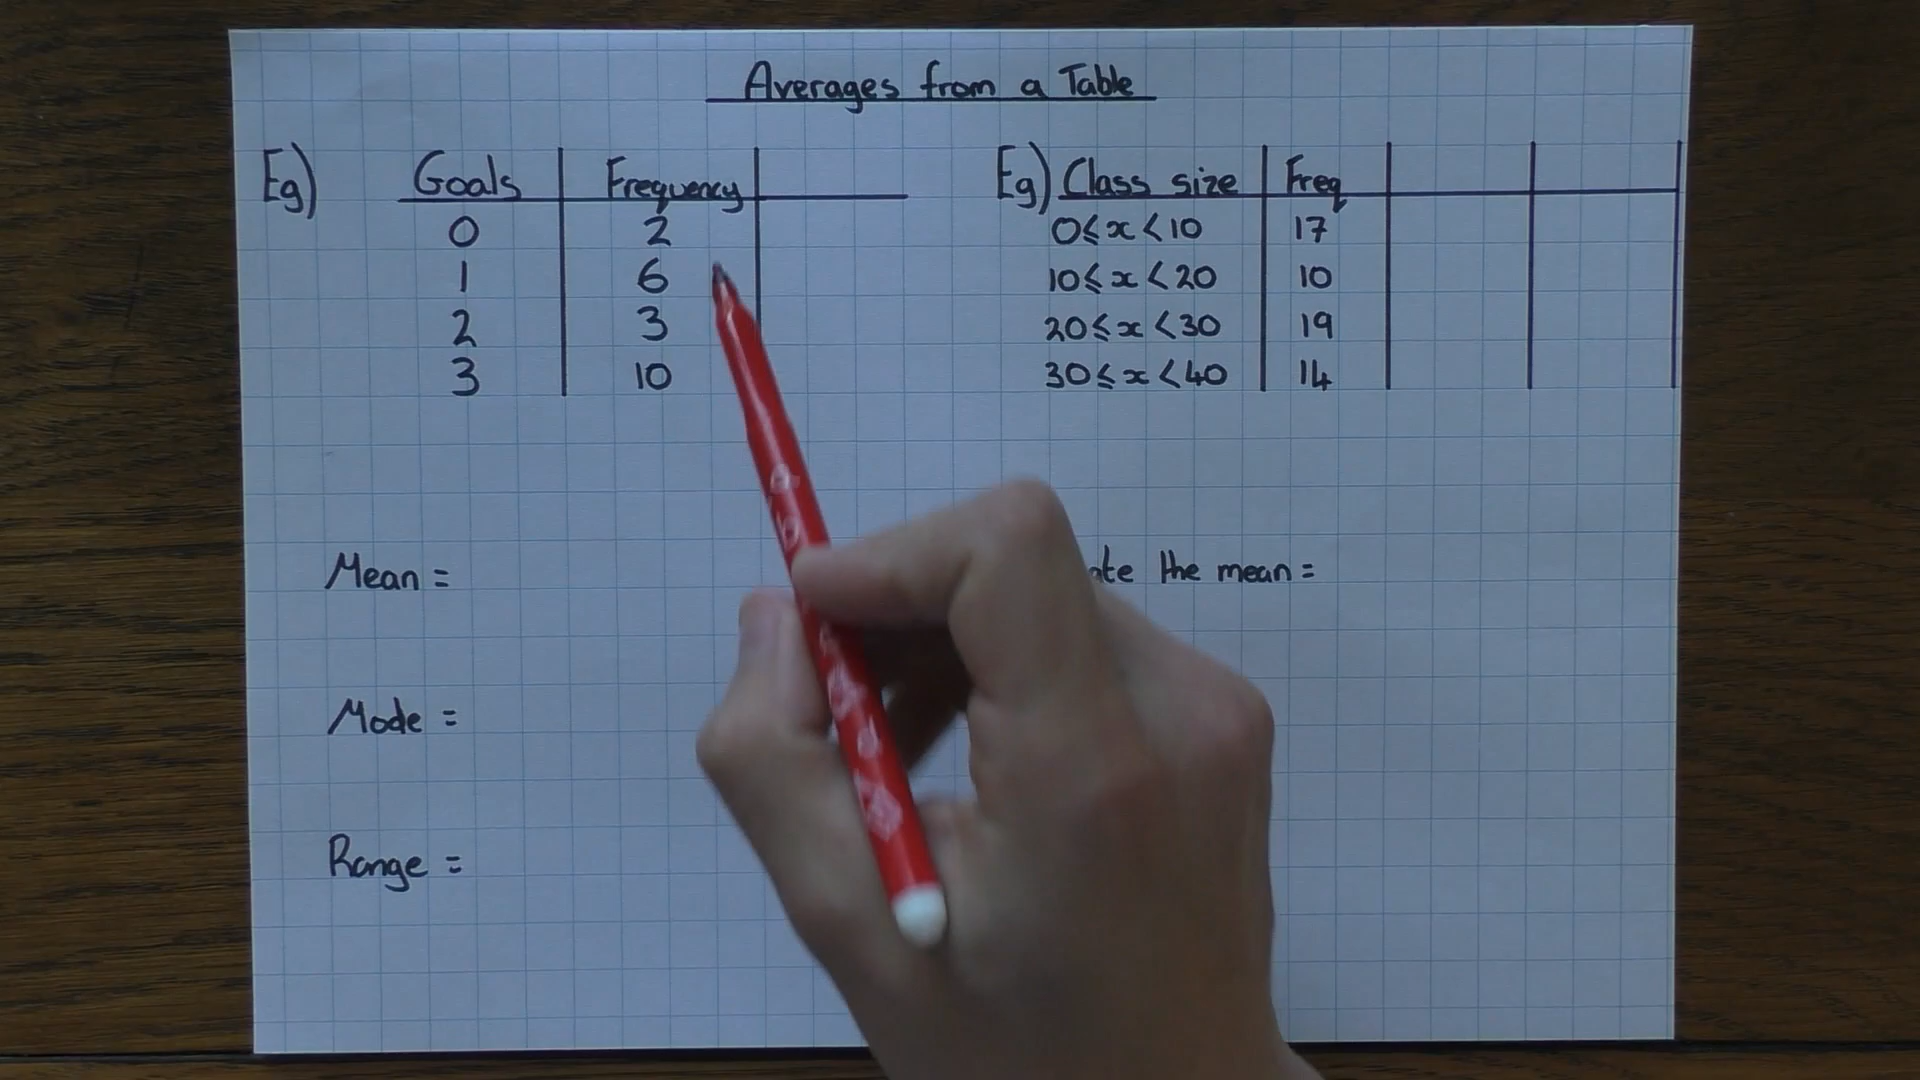 Averages from a Table
Eg) Goals Frequency
0 2
1 6
2 3
3 10
Mean =
Mode =
Range =
Eg) Class size Freq
0≤x<10 17
10≤x<20 10
20≤x<30 19
30≤x<40 14
the mean =